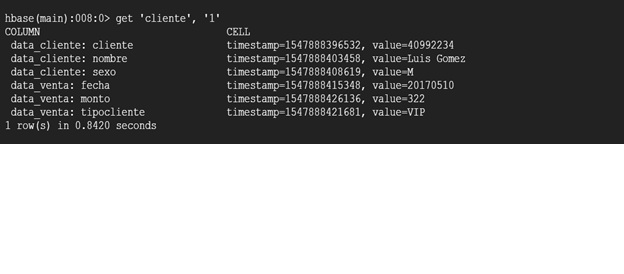 hbase(main):008:0> get 'cliente', '1'
COLUMN CELL
data_cliente: cliente timestamp=1547888396532, value=40992234
data_cliente: nombre timestamp=1547888403458, value=Luis Gomez
data_cliente: sexo timestamp=1547888408619, value=M
data_venta: fecha timestamp=1547888415348, value=20170510
data_venta: monto timestamp=1547888426136, value=322
data_venta: tipocliente timestamp=1547888421681, value=VIP
1 row(s) in 0.8420 seconds